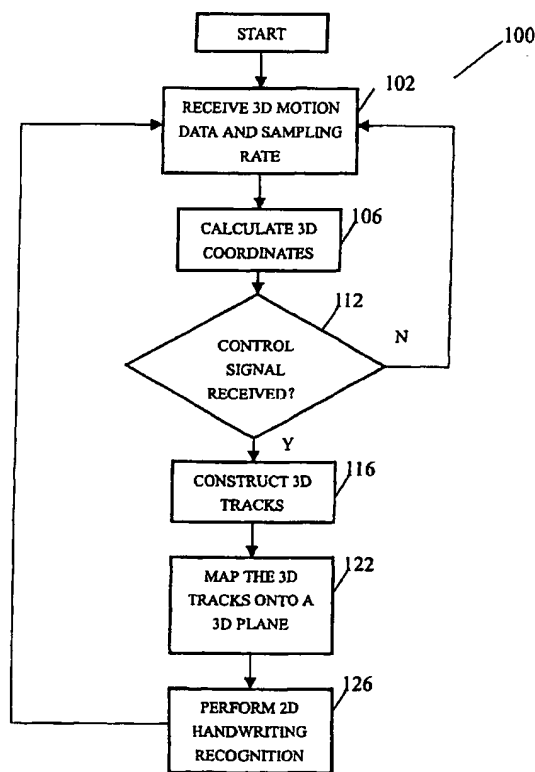 START
100
102
RECEIVE 3D MOTION
DATA AND SAMPLING
RATE
106
CALCULATE 3D
COORDINATES
112
CONTROL
SIGNAL
RECEIVED?
N
Y
116
CONSTRUCT 3D
TRACKS
122
MAP THE 3D
TRACKS ONTO A
3D PLANE
126
PERFORM 2D
HANDWRITING
RECOGNITION